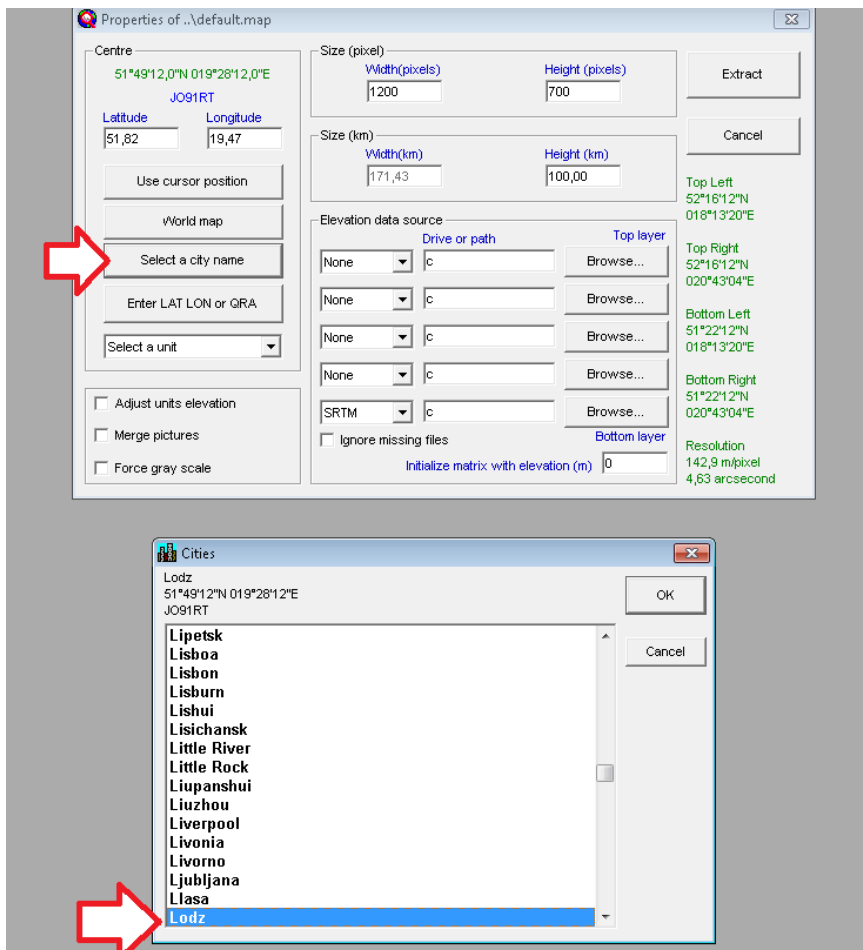 Properties of ..\default.map
Centre
51°49'12,0"N 019°28'12,0"E
JO91RT
Latitude Longitude
51,82 19,47
Use cursor position
World map
Select a city name
Enter LAT LON or QRA
Select a unit
Adjust units elevation
Merge pictures
Force gray scale
Size (pixel)
Width(pixels) Height (pixels)
1200 700
Size (km)
Width(km) Height (km)
171,43 100,00
Elevation data source
Drive or path Top layer
None c Browse...
None c Browse...
None c Browse...
None c Browse...
SRTM c Browse...
Ignore missing files Bottom layer
Initialize matrix with elevation (m) 0
Extract
Cancel
Top Left
52°16'12"N
018°13'20"E
Top Right
52°16'12"N
020°43'04"E
Bottom Left
51°22'12"N
018°13'20"E
Bottom Right
51°22'12"N
020°43'04"E
Resolution
142,9 m/pixel
4,63 arcsecond
Cities
Lodz
51°49'12"N 019°28'12"E
JO91RT
OK
Cancel
Lipetsk
Lisboa
Lisbon
Lisburn
Lishui
Lisichansk
Little River
Little Rock
Liupanshui
Liuzhou
Liverpool
Livonia
Livorno
Ljubljana
Llasa
Lodz